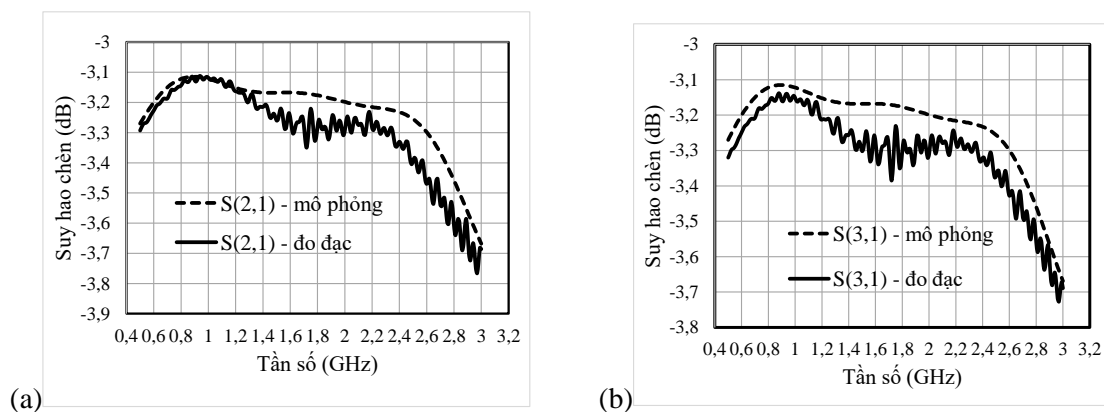 -3
-3,1
-3,2
-3,3
-3,4
-3,5
-3,6
-3,7
-3,8
-3,9
Suy hao chèn (dB)
S(2,1) - mô phỏng
S(2,1) - đo đạc
0,4 0,6 0,8 1 1,2 1,4 1,6 1,8 2 2,2 2,4 2,6 2,8 3 3,2
Tần số (GHz)
(a)
-3
-3,1
-3,2
-3,3
-3,4
-3,5
-3,6
-3,7
-3,8
Suy hao chèn (dB)
S(3,1) - mô phỏng
S(3,1) - đo đạc
0,4 0,6 0,8 1 1,2 1,4 1,6 1,8 2 2,2 2,4 2,6 2,8 3 3,2
Tần số (GHz)
(b)